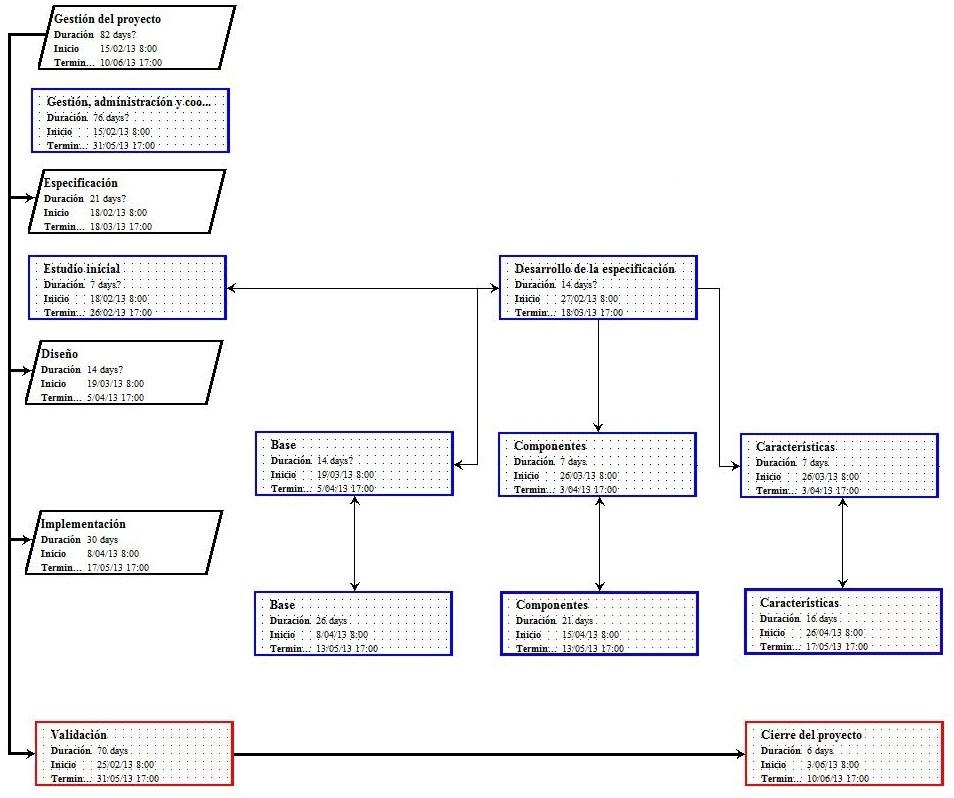 Gestión del proyecto
Duración 82 days?
Inicio 15/02/13 8:00
Termin... 10/06/13 17:00
Gestión, administración y coo...
Duración 76 days?
Inicio 15/02/13 8:00
Termin... 31/05/13 17:00
Especificación
Duración 21 days?
Inicio 18/02/13 8:00
Termin... 18/03/13 17:00
Estudio inicial
Duración 7 days?
Inicio 18/02/13 8:00
Termin... 26/02/13 17:00
Desarrollo de la especificación
Duración 14 days?
Inicio 27/02/13 8:00
Termin... 18/03/13 17:00
Diseño
Duración 14 days?
Inicio 19/03/13 8:00
Termin... 5/04/13 17:00
Base
Duración 14 days?
Inicio 19/03/13 8:00
Termin... 5/04/13 17:00
Componentes
Duración 7 days
Inicio 26/03/13 8:00
Termin... 3/04/13 17:00
Características
Duración 7 days
Inicio 26/03/13 8:00
Termin... 3/04/13 17:00
Implementación
Duración 30 days
Inicio 8/04/13 8:00
Termin... 17/05/13 17:00
Base
Duración 26 days
Inicio 8/04/13 8:00
Termin... 13/05/13 17:00
Componentes
Duración 21 days
Inicio 15/04/13 8:00
Termin... 13/05/13 17:00
Características
Duración 16 days
Inicio 26/04/13 8:00
Termin... 17/05/13 17:00
Validación
Duración 70 days
Inicio 25/02/13 8:00
Termin... 31/05/13 17:00
Cierre del proyecto
Duración 6 days
Inicio 3/06/13 8:00
Termin... 10/06/13 17:00